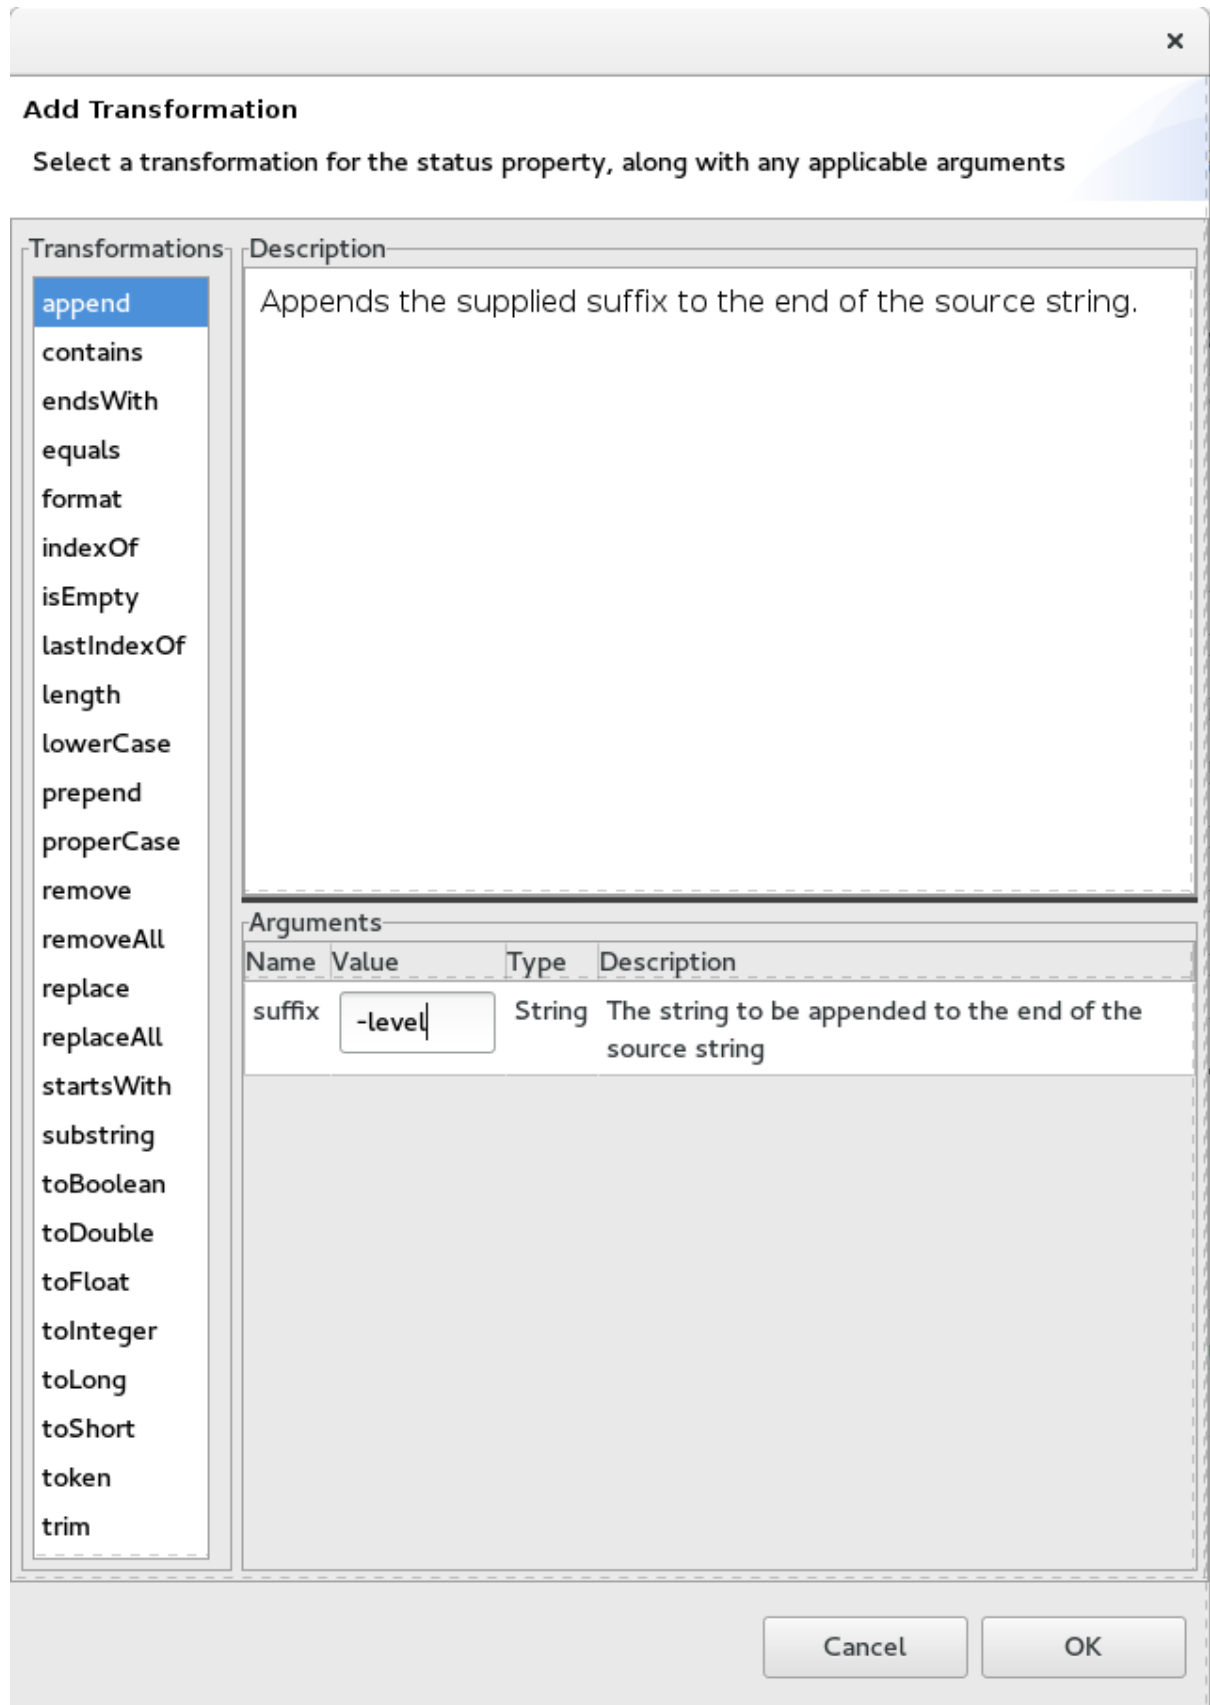 ×
Add Transformation
Select a transformation for the status property, along with any applicable arguments
Transformations
append
contains
endsWith
equals
format
indexOf
isEmpty
lastIndexOf
length
lowerCase
prepend
properCase
remove
removeAll
replace
replaceAll
startsWith
substring
toBoolean
toDouble
toFloat
toInteger
toLong
toShort
token
trim
Description
Appends the supplied suffix to the end of the source string.
Arguments
Name Value Type Description
suffix -level String The string to be appended to the end of the
source string
Cancel OK